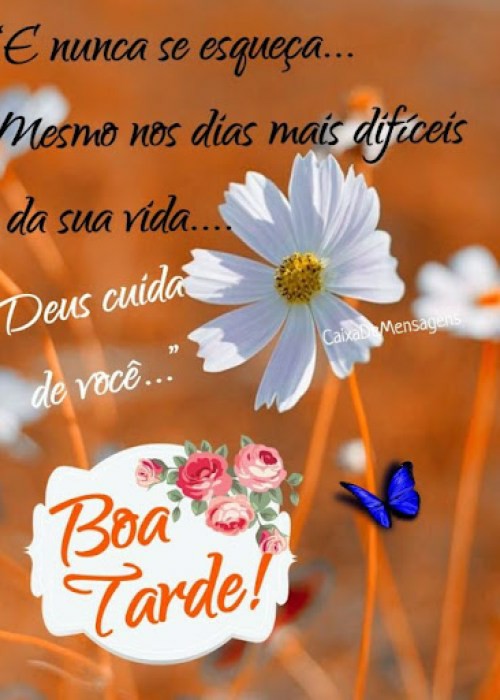 “E nunca se esqueça...
Mesmo nos dias mais difíceis
da sua vida....
Deus cuida
de você...”
CaixaDeMensagens
Boa
Tarde!